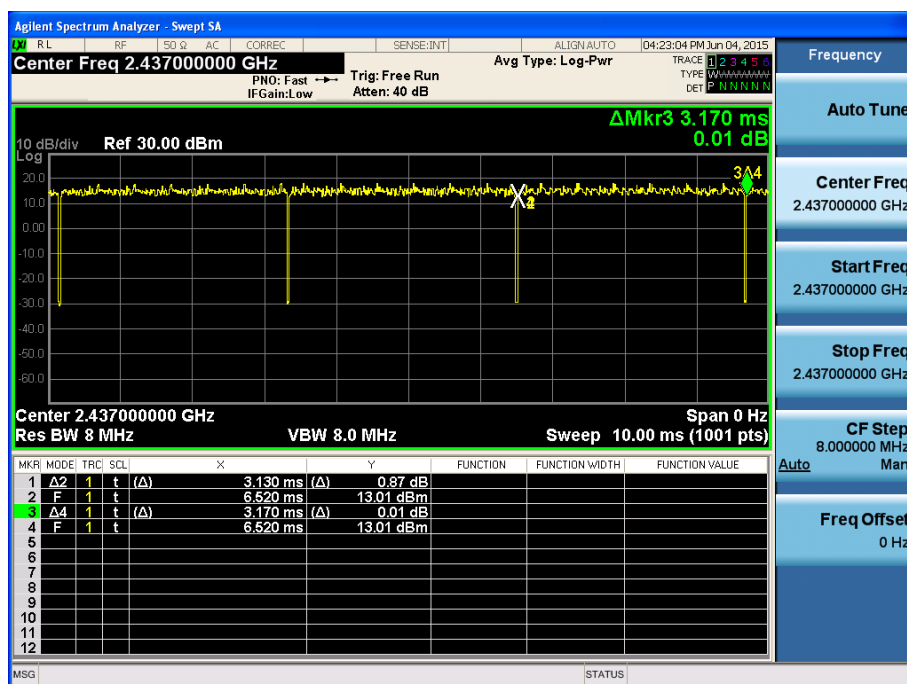 Agilent Spectrum Analyzer - Swept SA
LXI RL RF 50 Ω AC CORREC SENSE:INT ALIGN AUTO 04:23:04 PM Jun 04, 2015
Center Freq 2.437000000 GHz
PNO: Fast
IFGain:Low
Trig: Free Run
Atten: 40 dB
Avg Type: Log-Pwr
TRACE 1 2 3 4 5 6
TYPE W
DET P N N N N N
Frequency
Auto Tune
ΔMkr3 3.170 ms
0.01 dB
10 dB/div Ref 30.00 dBm
Log
20.0
10.0
0.00
-10.0
-20.0
-30.0
-40.0
-50.0
-60.0
3Δ4
Center Freq
2.437000000 GHz
Start Freq
2.437000000 GHz
Stop Freq
2.437000000 GHz
CF Step
8.000000 MHz
Auto Man
Freq Offset
0 Hz
Center 2.437000000 GHz Span 0 Hz
Res BW 8 MHz VBW 8.0 MHz Sweep 10.00 ms (1001 pts)
MKR MODE TRC SCL X Y FUNCTION FUNCTION WIDTH FUNCTION VALUE
1 Δ2 1 t (Δ) 3.130 ms (Δ) 0.87 dB
2 F 1 t 6.520 ms 13.01 dBm
3 Δ4 1 t (Δ) 3.170 ms (Δ) 0.01 dB
4 F 1 t 6.520 ms 13.01 dBm
5
6
7
8
9
10
11
12
MSG STATUS